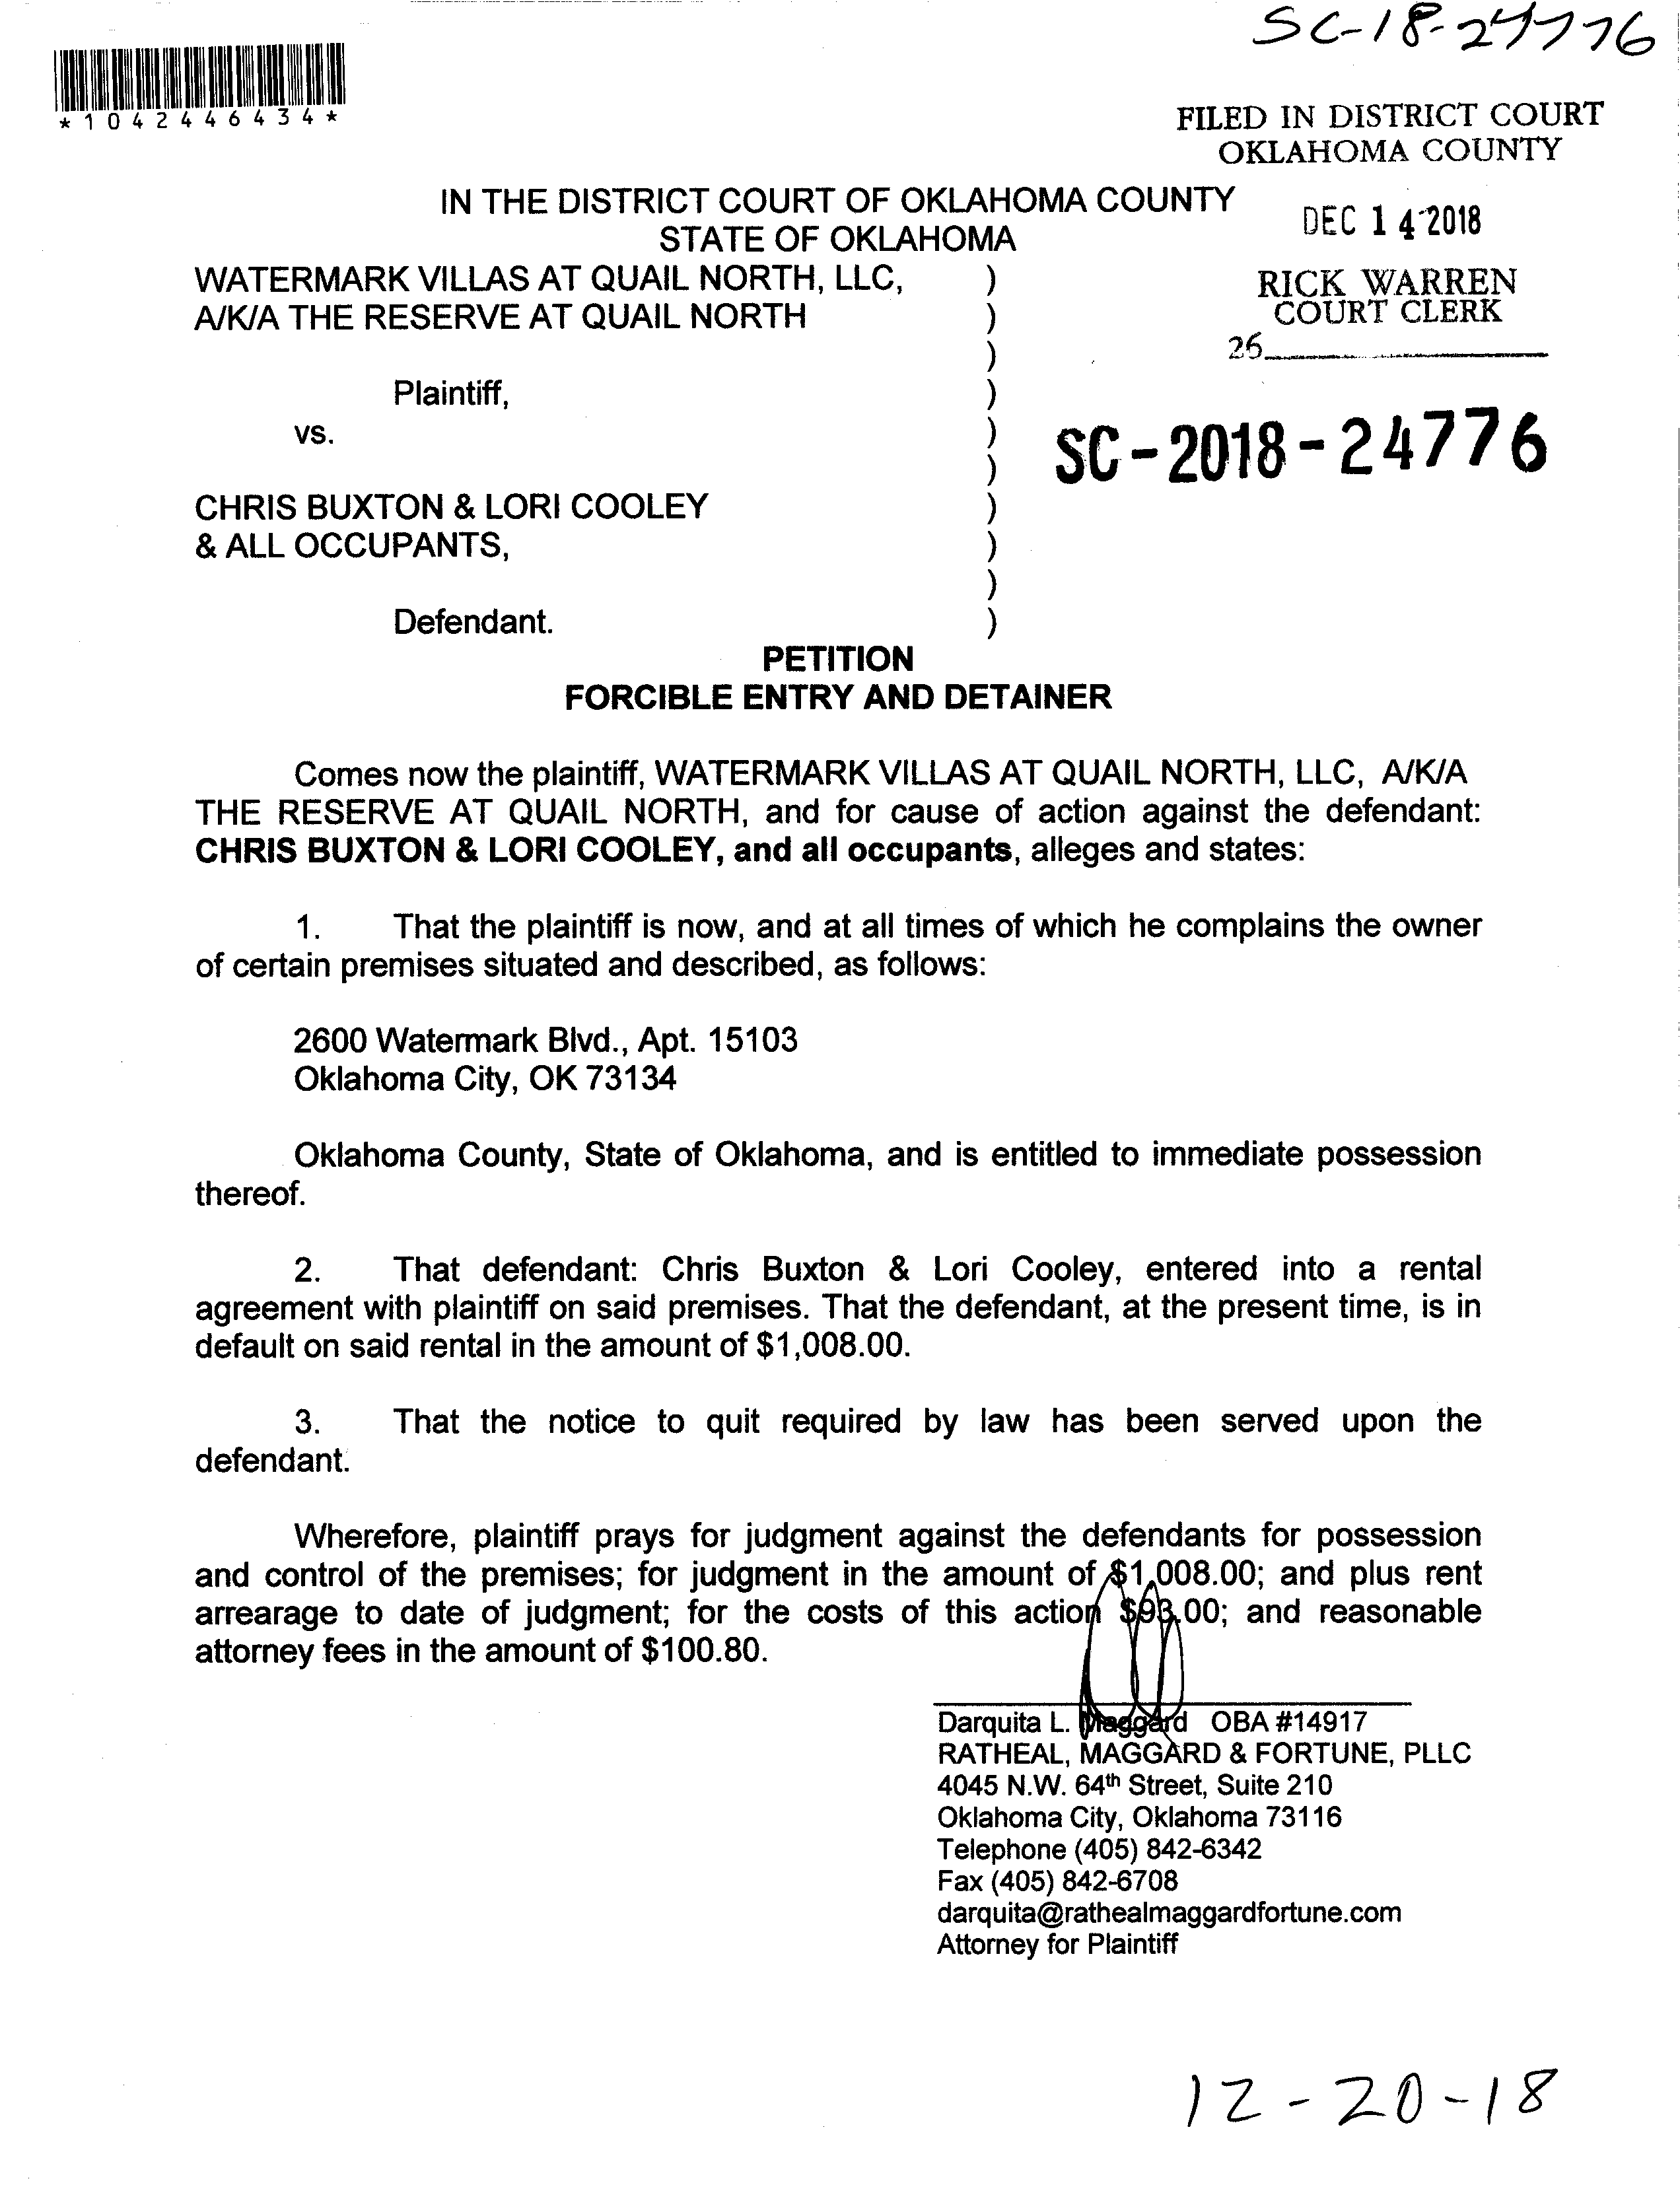 SC-18-24776
*1042446434*
FILED IN DISTRICT COURT
OKLAHOMA COUNTY
IN THE DISTRICT COURT OF OKLAHOMA COUNTY
STATE OF OKLAHOMA
DEC 14 2018
WATERMARK VILLAS AT QUAIL NORTH, LLC, )
A/K/A THE RESERVE AT QUAIL NORTH )
RICK WARREN
COURT CLERK
)
26
Plaintiff, )
vs. )
SC-2018-24776
)
CHRIS BUXTON & LORI COOLEY )
& ALL OCCUPANTS, )
)
Defendant. )
PETITION
FORCIBLE ENTRY AND DETAINER
Comes now the plaintiff, WATERMARK VILLAS AT QUAIL NORTH, LLC, A/K/A
THE RESERVE AT QUAIL NORTH, and for cause of action against the defendant:
CHRIS BUXTON & LORI COOLEY, and all occupants, alleges and states:
1. That the plaintiff is now, and at all times of which he complains the owner
of certain premises situated and described, as follows:
2600 Watermark Blvd., Apt. 15103
Oklahoma City, OK 73134
Oklahoma County, State of Oklahoma, and is entitled to immediate possession
thereof.
2. That defendant: Chris Buxton & Lori Cooley, entered into a rental
agreement with plaintiff on said premises. That the defendant, at the present time, is in
default on said rental in the amount of $1,008.00.
3. That the notice to quit required by law has been served upon the
defendant.
Wherefore, plaintiff prays for judgment against the defendants for possession
and control of the premises; for judgment in the amount of $1,008.00; and plus rent
arrearage to date of judgment; for the costs of this action $93.00; and reasonable
attorney fees in the amount of $100.80.
Darquita L. Maggard OBA #14917
RATHEAL, MAGGARD & FORTUNE, PLLC
4045 N.W. 64th Street, Suite 210
Oklahoma City, Oklahoma 73116
Telephone (405) 842-6342
Fax (405) 842-6708
darquita@rathealmaggardfortune.com
Attorney for Plaintiff
12-20-18